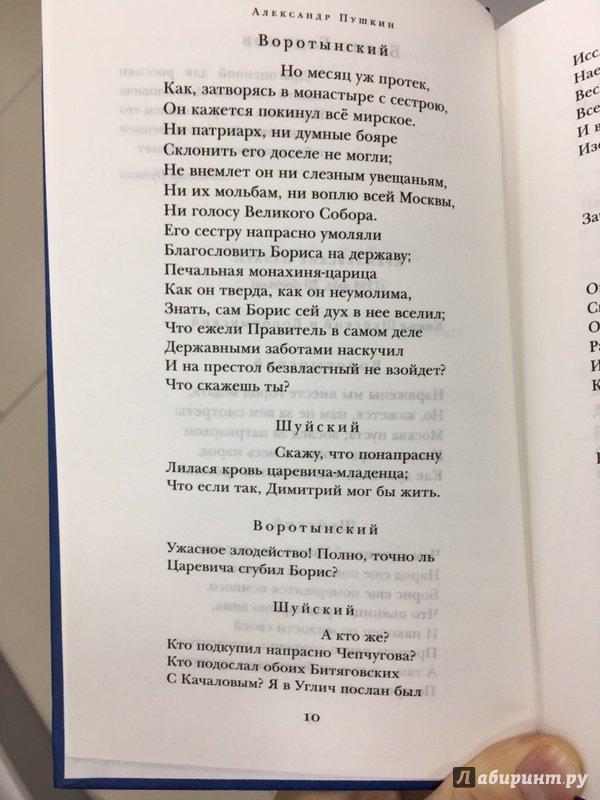 Александр Пушкин
Воротынский
Но месяц уж протек,
Как, затворясь в монастыре с сестрою,
Он кажется покинул всё мирское.
Ни патриарх, ни думные бояре
Склонить его доселе не могли;
Не внемлет он ни слезным увещаньям,
Ни их мольбам, ни воплю всей Москвы,
Ни голосу Великого Собора.
Его сестру напрасно умоляли
Благословить Бориса на державу;
Печальная монахиня-царица
Как он тверда, как он неумолима,
Знать, сам Борис сей дух в нее вселил;
Что ежели Правитель в самом деле
Державными заботами наскучил
И на престол безвластный не взойдет?
Что скажешь ты?
Шуйский
Скажу, что понапрасну
Лилася кровь царевича-младенца;
Что если так, Димитрий мог бы жить.
Воротынский
Ужасное злодейство! Полно, точно ль
Царевича сгубил Борис?
Шуйский
А кто же?
Кто подкупил напрасно Чепчугова?
Кто подослал обоих Битяговских
С Качаловым? Я в Углич послан был
10
Лабиринт.ру